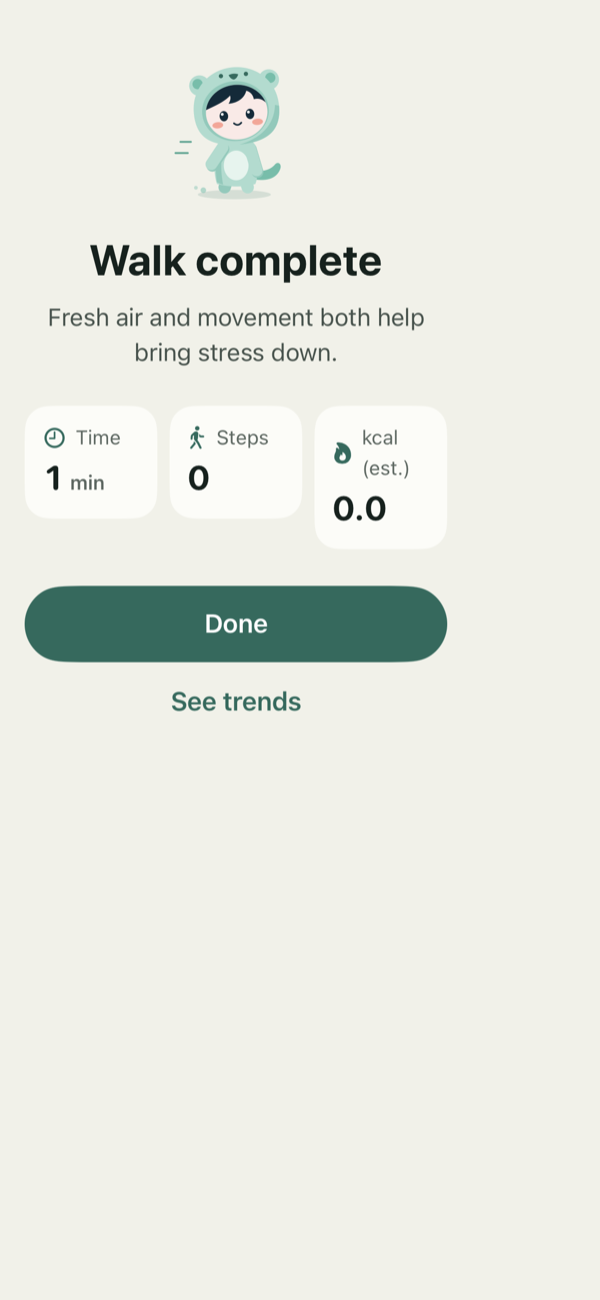 Walk complete
Fresh air and movement both help
bring stress down.
Time
1 min
Steps
0
kcal
(est.)
0.0
Done
See trends